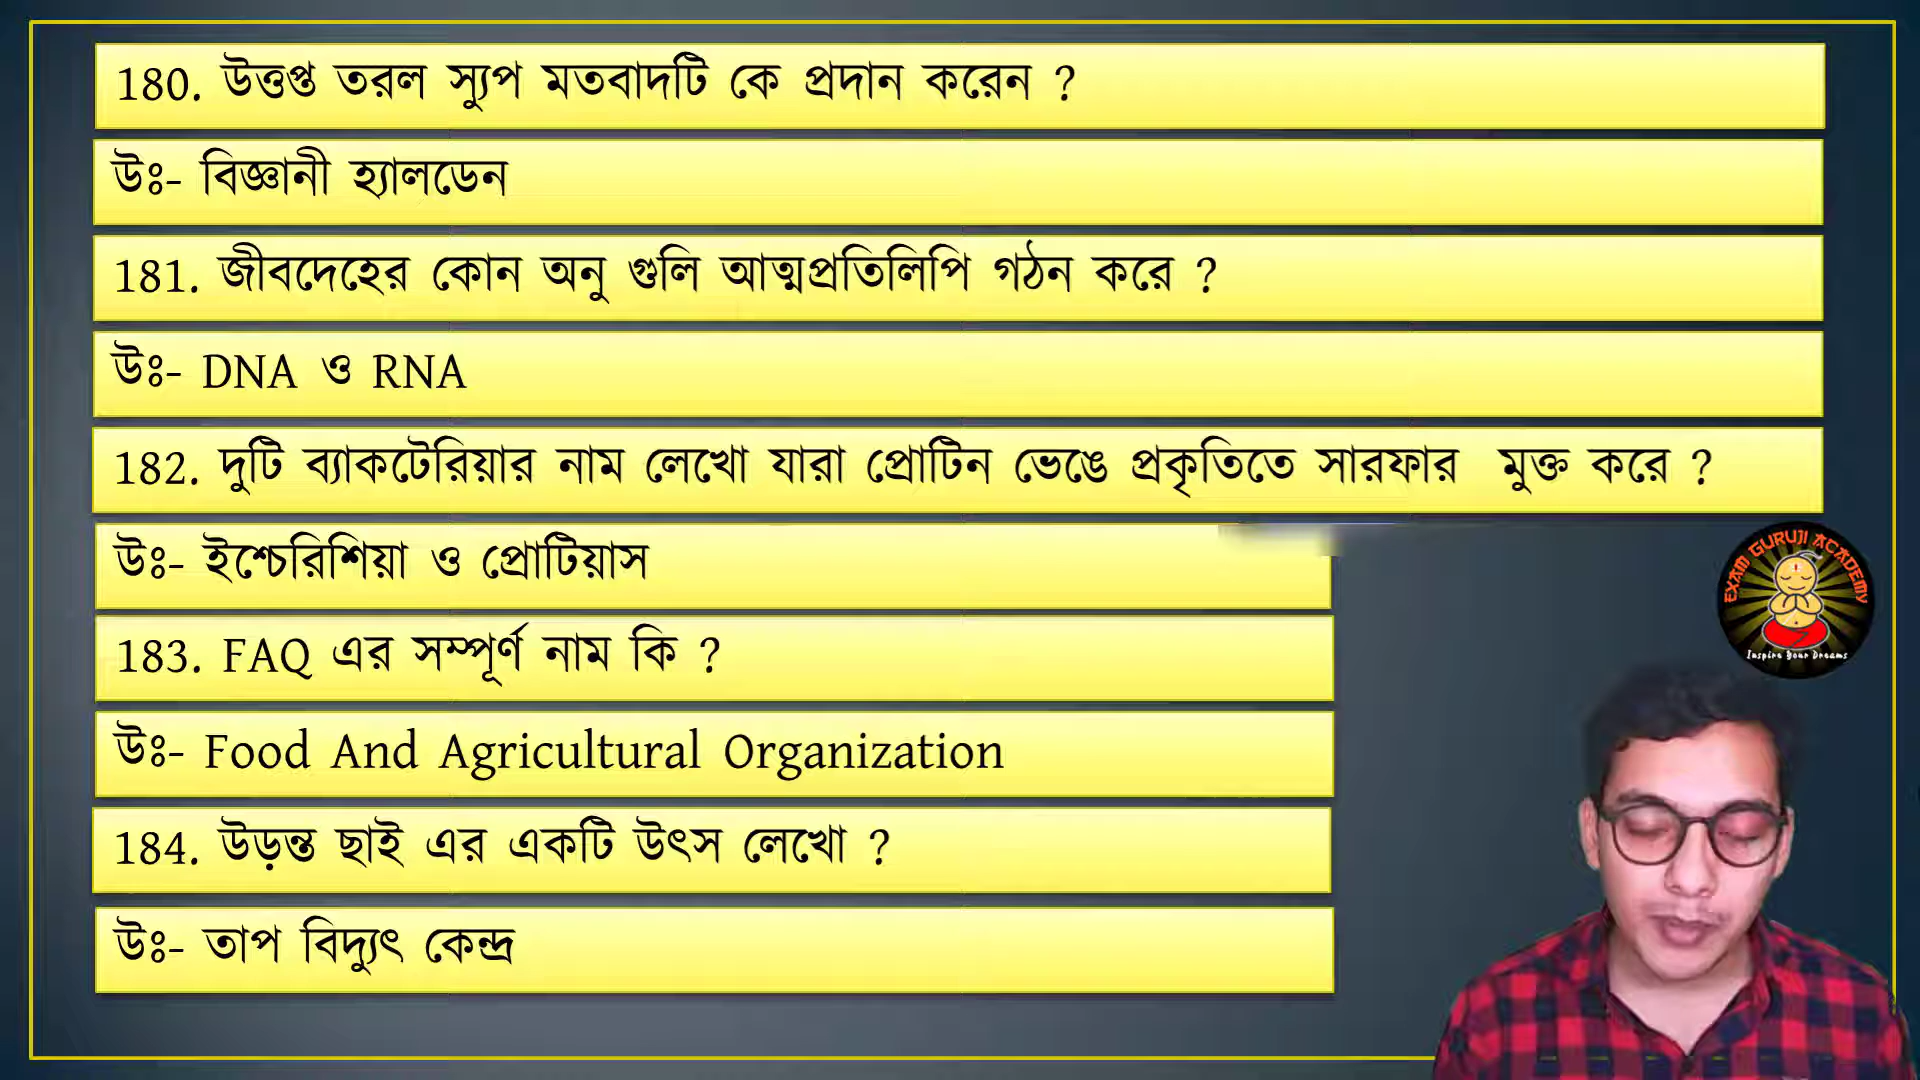 180. উত্তপ্ত তরল স্যুপ মতবাদটি কে প্রদান করেন ?
উঃ- বিজ্ঞানী হ্যালডেন
181. জীবদেহের কোন অনু গুলি আত্মপ্রতিলিপি গঠন করে ?
উঃ- DNA ও RNA
182. দুটি ব্যাকটেরিয়ার নাম লেখো যারা প্রোটিন ভেঙে প্রকৃতিতে সারফার মুক্ত করে ?
উঃ- ইশ্চেরিশিয়া ও প্রোটিয়াস
EXAM GURUJI ACADEMY
Inspire Your Dreams
183. FAQ এর সম্পূর্ণ নাম কি ?
উঃ- Food And Agricultural Organization
184. উড়ন্ত ছাই এর একটি উৎস লেখো ?
উঃ- তাপ বিদ্যুৎ কেন্দ্র